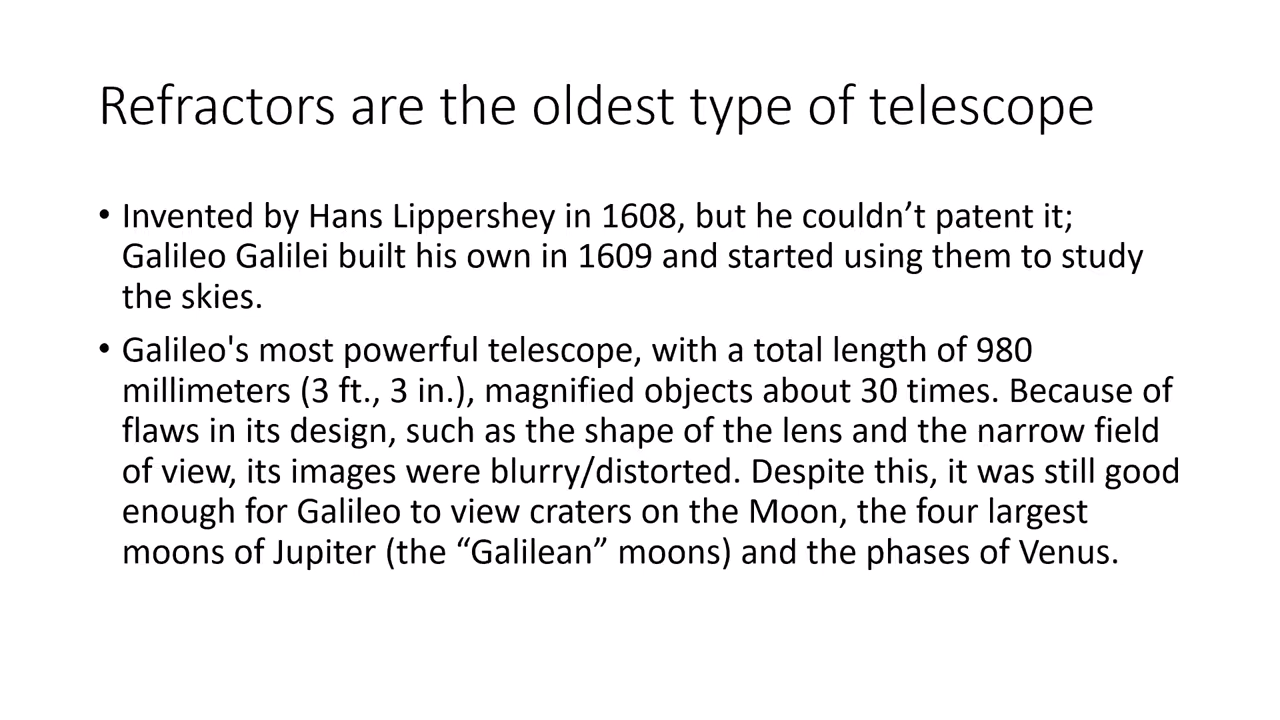 Refractors are the oldest type of telescope
• Invented by Hans Lippershey in 1608, but he couldn’t patent it;
Galileo Galilei built his own in 1609 and started using them to study
the skies.
• Galileo's most powerful telescope, with a total length of 980
millimeters (3 ft., 3 in.), magnified objects about 30 times. Because of
flaws in its design, such as the shape of the lens and the narrow field
of view, its images were blurry/distorted. Despite this, it was still good
enough for Galileo to view craters on the Moon, the four largest
moons of Jupiter (the “Galilean” moons) and the phases of Venus.